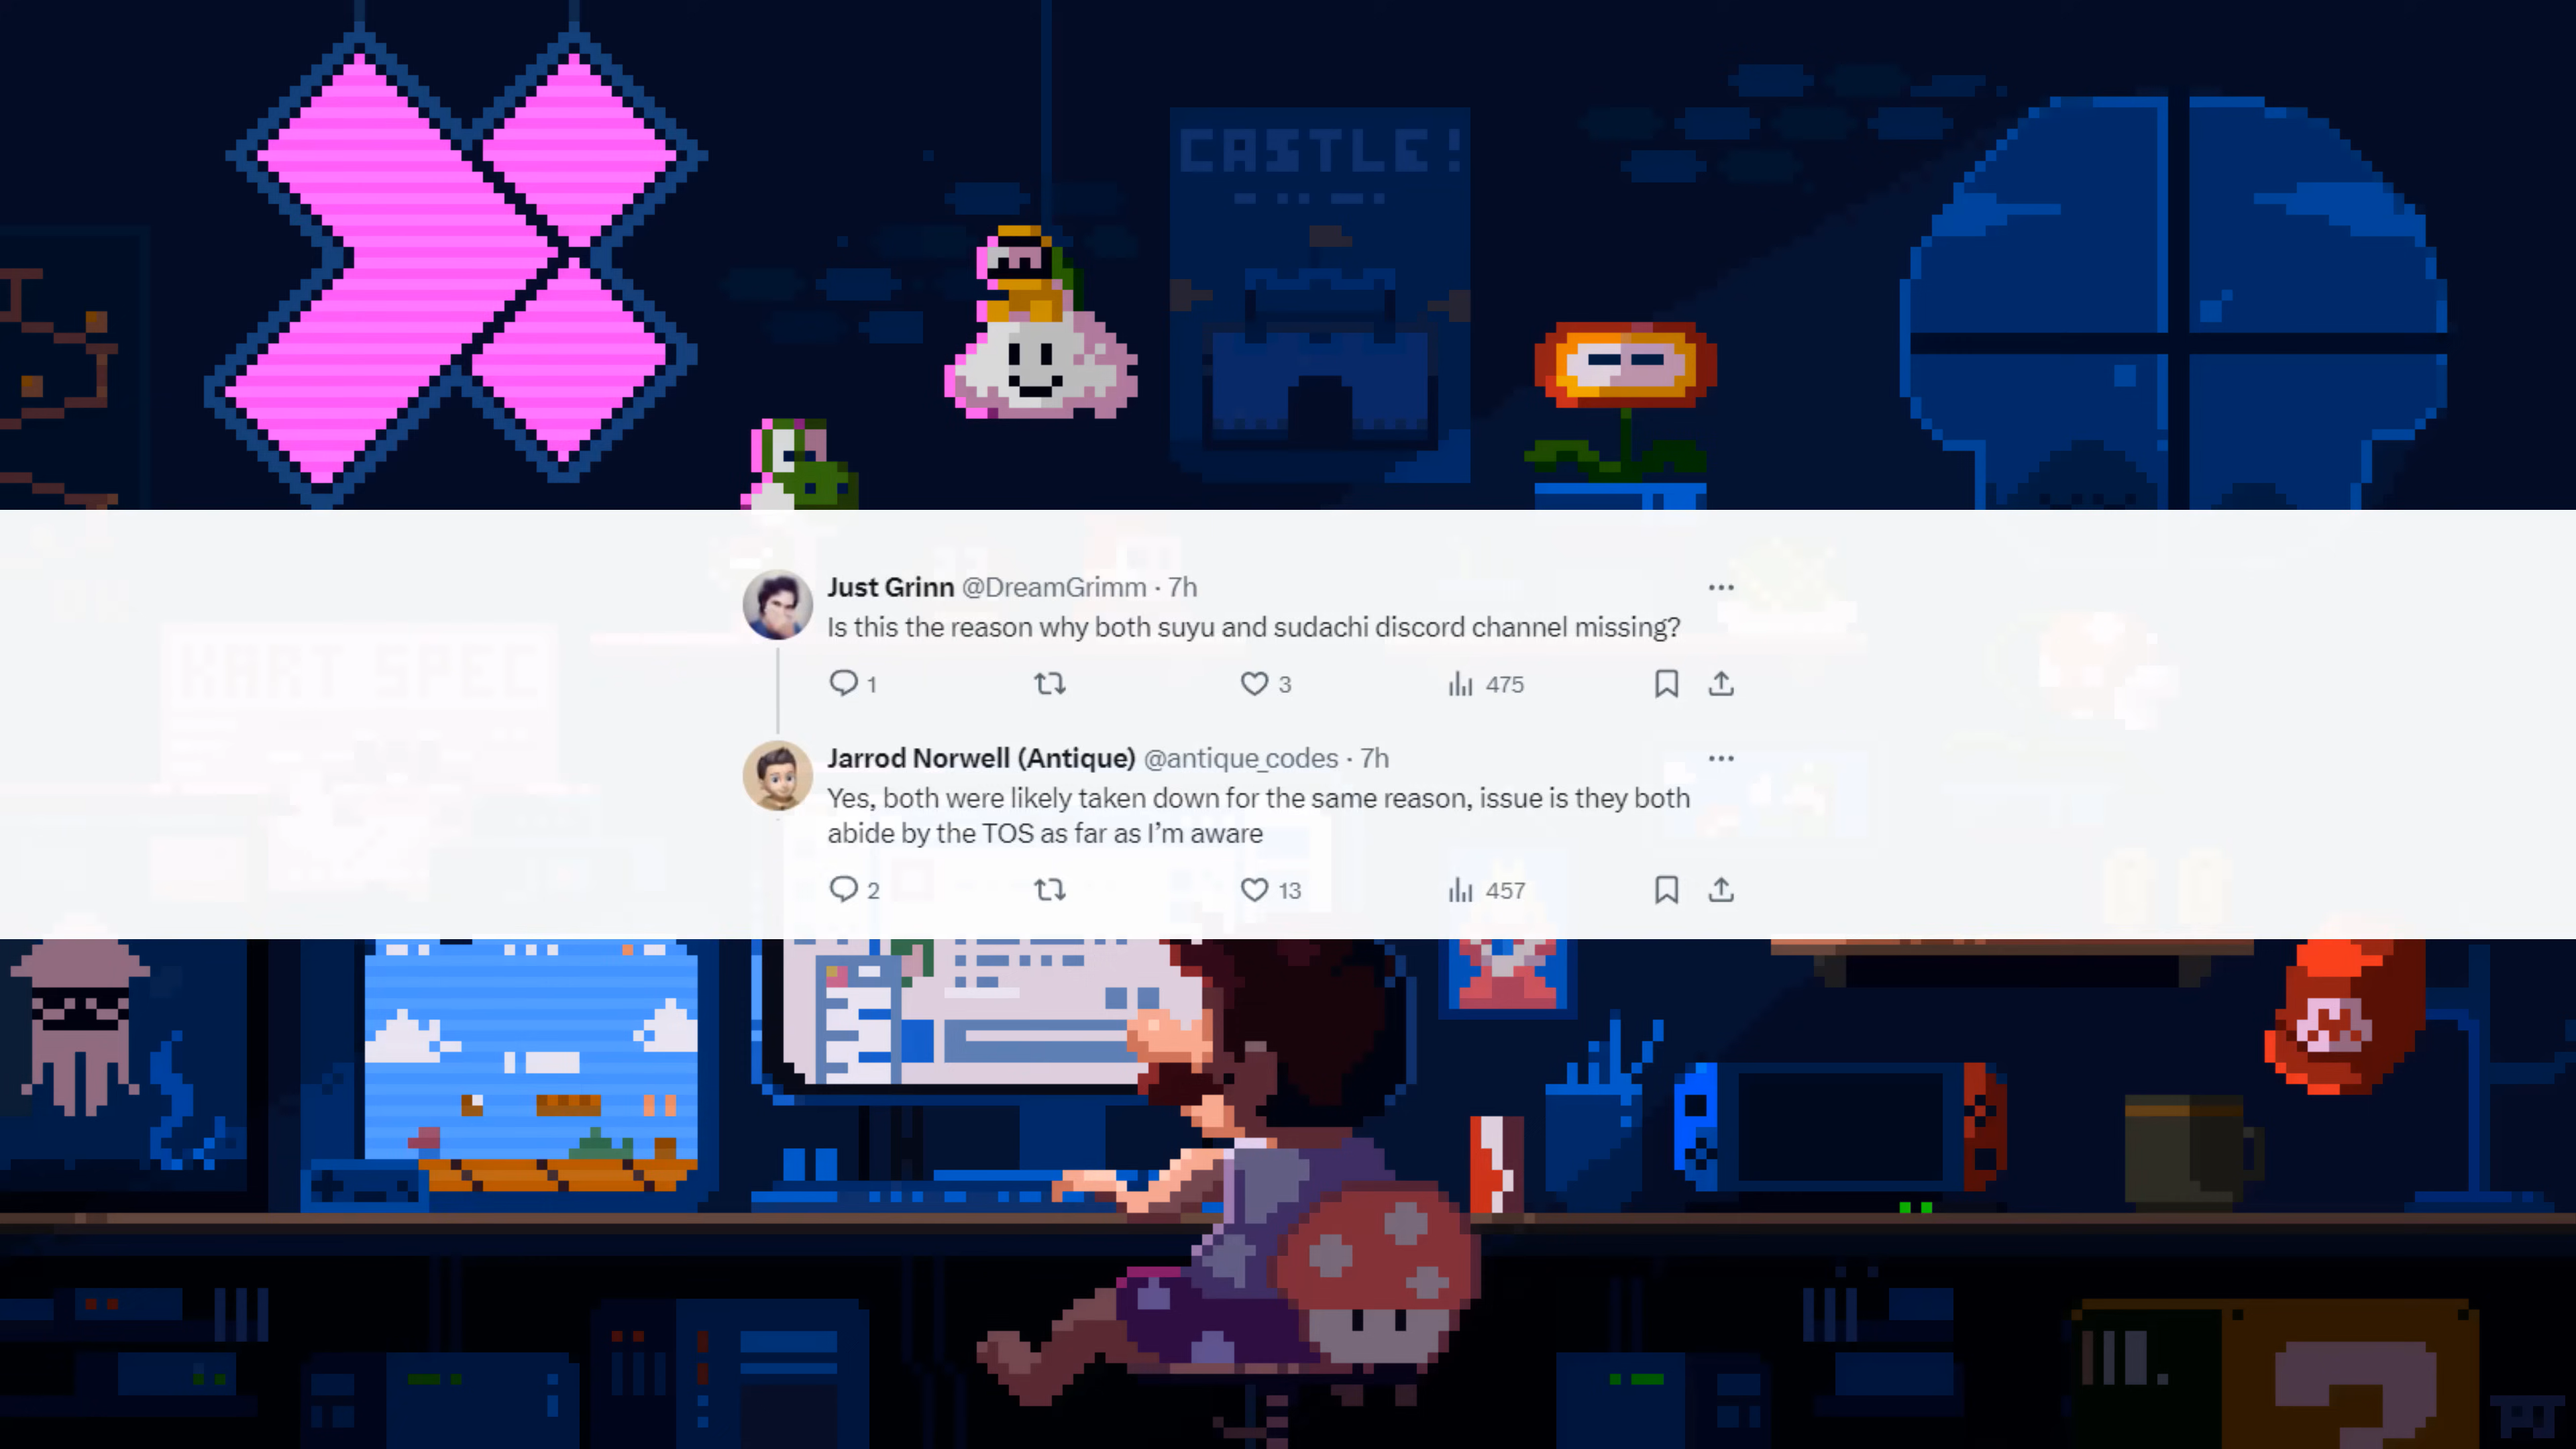 CASTLE!
Just Grinn @DreamGrimm · 7h
Is this the reason why both suyu and sudachi discord channel missing?
1 3 475
KART SPEC
Jarrod Norwell (Antique) @antique_codes · 7h
Yes, both were likely taken down for the same reason, issue is they both
abide by the TOS as far as I’m aware
2 13 457